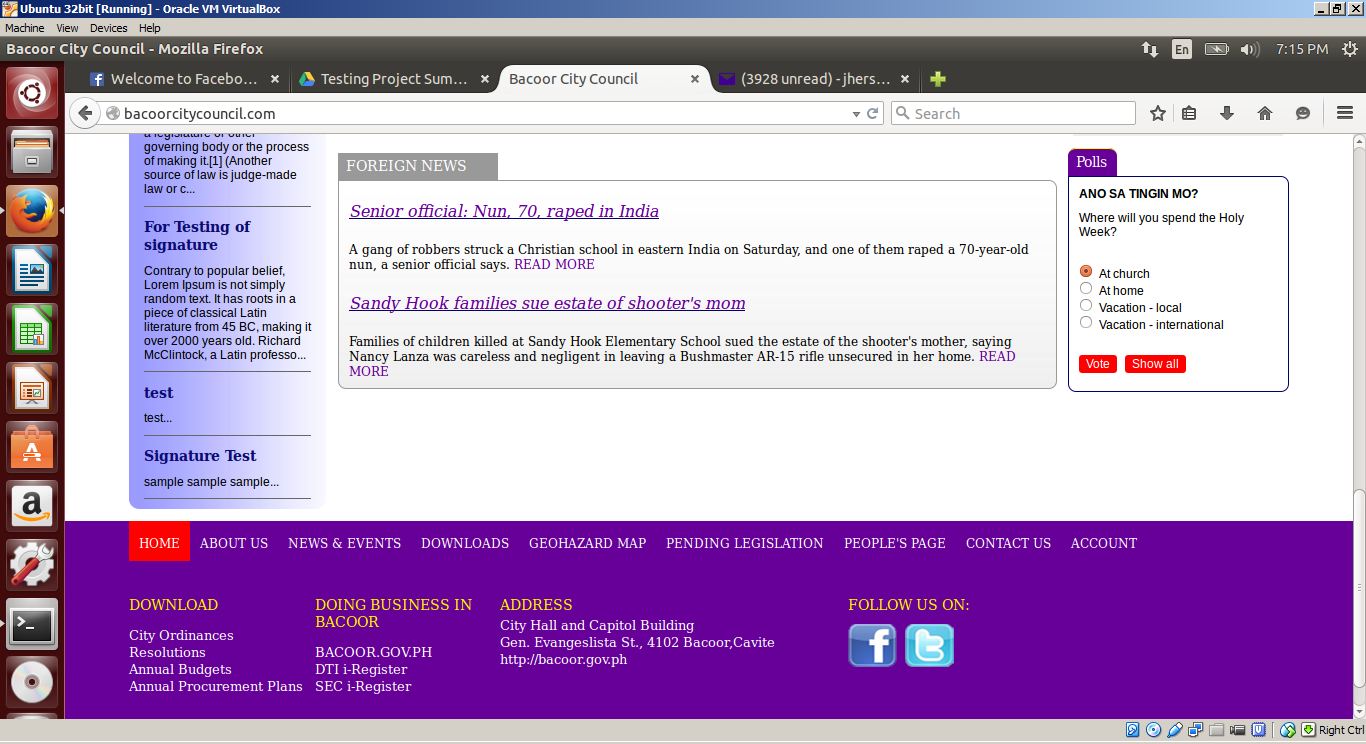 Ubuntu 32bit [Running] - Oracle VM VirtualBox
Machine View Devices Help
Bacoor City Council - Mozilla Firefox
En
7:15 PM
Welcome to Facebo...
Testing Project Sum...
Bacoor City Council
(3928 unread) - jhers...
bacoorcitycouncil.com
Search
a legislature or other
governing body or the process
of making it.[1] (Another
source of law is judge-made
law or c...
For Testing of
signature
Contrary to popular belief,
Lorem Ipsum is not simply
random text. It has roots in a
piece of classical Latin
literature from 45 BC, making it
over 2000 years old. Richard
McClintock, a Latin professo...
test
test...
Signature Test
sample sample sample...
FOREIGN NEWS
Senior official: Nun, 70, raped in India
A gang of robbers struck a Christian school in eastern India on Saturday, and one of them raped a 70-year-old
nun, a senior official says. READ MORE
Sandy Hook families sue estate of shooter's mom
Families of children killed at Sandy Hook Elementary School sued the estate of the shooter's mother, saying
Nancy Lanza was careless and negligent in leaving a Bushmaster AR-15 rifle unsecured in her home. READ
MORE
Polls
ANO SA TINGIN MO?
Where will you spend the Holy
Week?
At church
At home
Vacation - local
Vacation - international
Vote Show all
HOME ABOUT US NEWS & EVENTS DOWNLOADS GEOHAZARD MAP PENDING LEGISLATION PEOPLE'S PAGE CONTACT US ACCOUNT
DOWNLOAD
City Ordinances
Resolutions
Annual Budgets
Annual Procurement Plans
DOING BUSINESS IN
BACOOR
BACOOR.GOV.PH
DTI i-Register
SEC i-Register
ADDRESS
City Hall and Capitol Building
Gen. Evangeslista St., 4102 Bacoor,Cavite
http://bacoor.gov.ph
FOLLOW US ON:
Right Ctrl